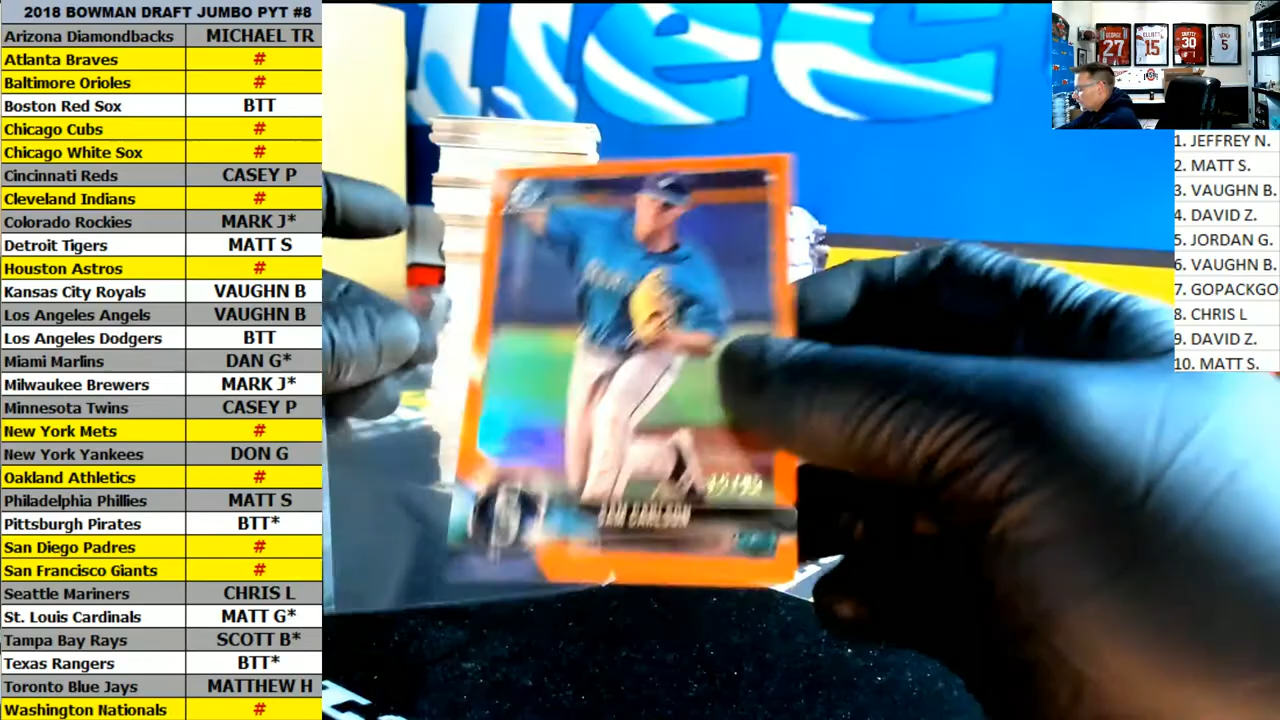 2018 BOWMAN DRAFT JUMBO PYT #8
Arizona Diamondbacks MICHAEL TR
Atlanta Braves #
Baltimore Orioles #
Boston Red Sox BTT
Chicago Cubs #
Chicago White Sox #
Cincinnati Reds CASEY P
Cleveland Indians #
Colorado Rockies MARK J*
Detroit Tigers MATT S
Houston Astros #
Kansas City Royals VAUGHN B
Los Angeles Angels VAUGHN B
Los Angeles Dodgers BTT
Miami Marlins DAN G*
Milwaukee Brewers MARK J*
Minnesota Twins CASEY P
New York Mets #
New York Yankees DON G
Oakland Athletics #
Philadelphia Phillies MATT S
Pittsburgh Pirates BTT*
San Diego Padres #
San Francisco Giants #
Seattle Mariners CHRIS L
St. Louis Cardinals MATT G*
Tampa Bay Rays SCOTT B*
Texas Rangers BTT*
Toronto Blue Jays MATTHEW H
Washington Nationals #
SAM CARLSON
27
15
30
5
1. JEFFREY N.
2. MATT S.
3. VAUGHN B.
4. DAVID Z.
5. JORDAN G.
6. VAUGHN B.
7. GOPACKGO
8. CHRIS L
9. DAVID Z.
10. MATT S.